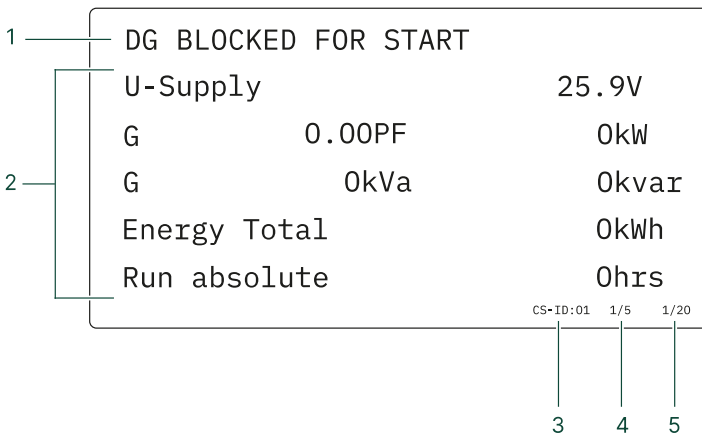 1 DG BLOCKED FOR START
U-Supply 25.9V
G 0.00PF 0kW
2 G 0kVa 0kvar
Energy Total 0kWh
Run absolute 0hrs
CS-ID:01 1/5 1/20
3 4 5